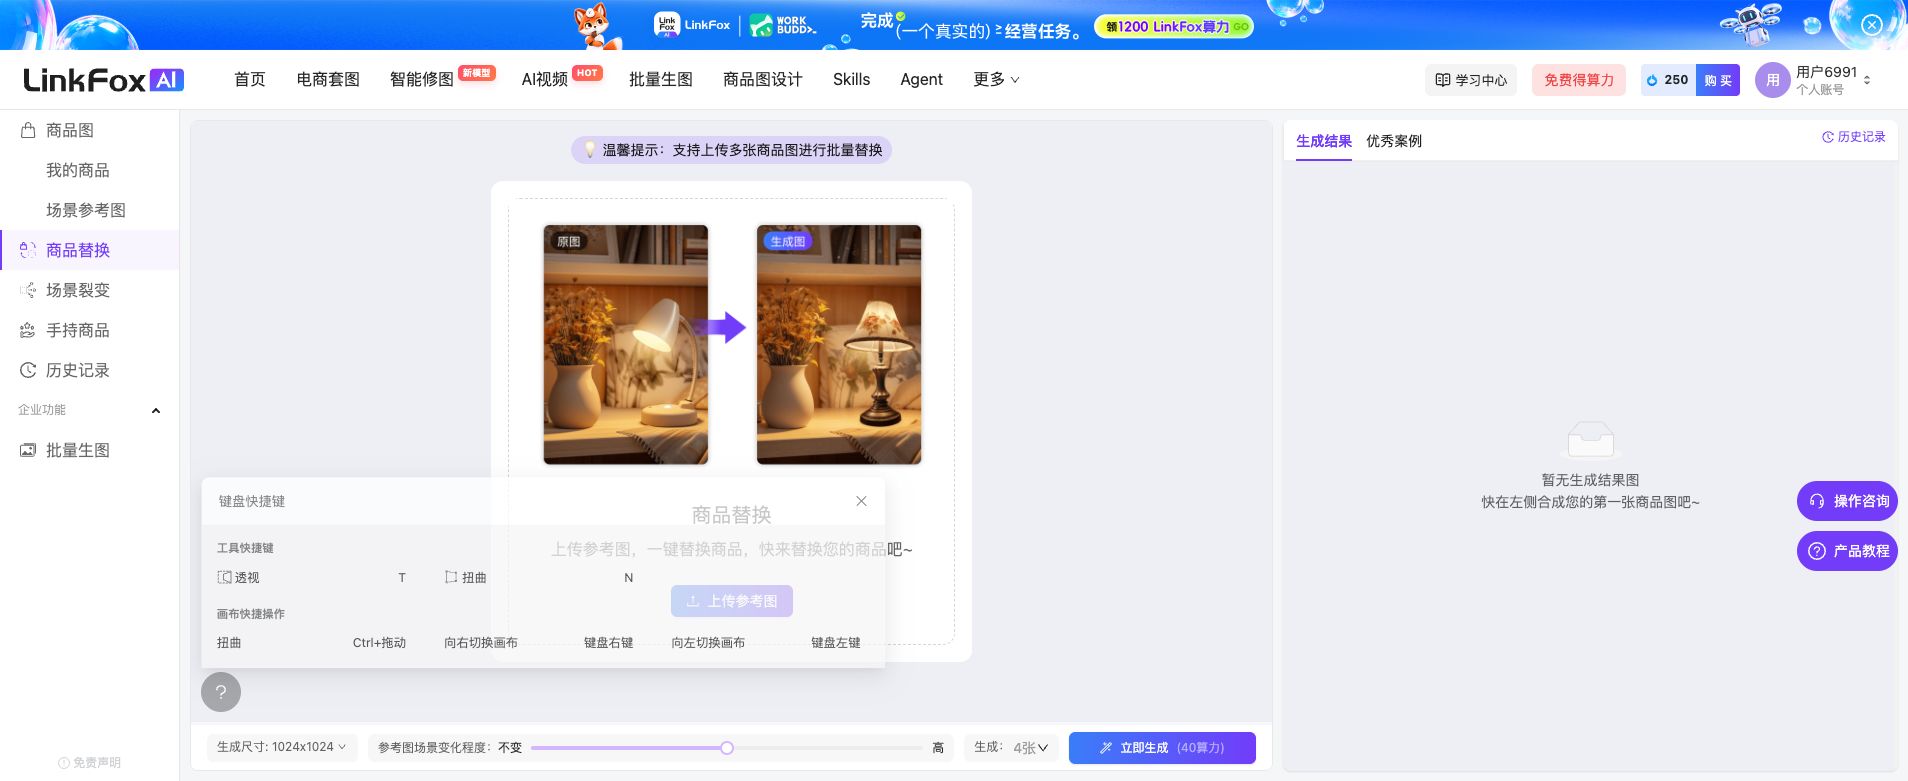 Link Fox AI LinkFox WORK BUDD>_ 完成 (一个真实的) 经营任务。 领1200 LinkFox算力 GO
LinkFox AI 首页 电商套图 智能修图 新模型 AI视频 HOT 批量生图 商品图设计 Skills Agent 更多 学习中心 免费得算力 250 购买 用 用户6991
个人账号
商品图
我的商品
场景参考图
商品替换
场景裂变
手持商品
历史记录
企业功能
批量生图
免责声明
温馨提示：支持上传多张商品图进行批量替换
原图 生成图
商品替换
上传参考图，一键替换商品，快来替换您的商品吧~
上传参考图
键盘快捷键
工具快捷键
透视 T 扭曲 N
画布快捷操作
扭曲 Ctrl+拖动 向右切换画布 键盘右键 向左切换画布 键盘左键
?
生成尺寸: 1024x1024 参考图场景变化程度：不变 高 生成： 4张 立即生成 (40算力)
生成结果 优秀案例 历史记录
暂无生成结果图
快在左侧合成您的第一张商品图吧~
操作咨询
产品教程